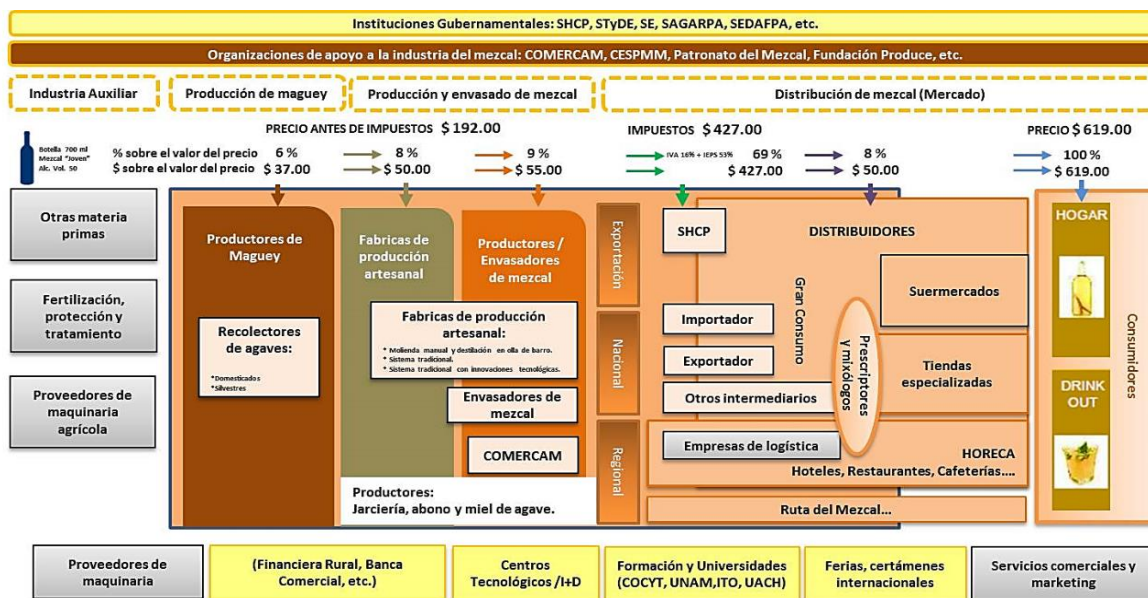 Instituciones Gubernamentales: SHCP, STyDE, SE, SAGARPA, SEDAFPA, etc.
Organizaciones de apoyo a la industria del mezcal: COMERCAM, CESPMM, Patronato del Mezcal, Fundación Produce, etc.
Industria Auxiliar
Producción de maguey
Producción y envasado de mezcal
Distribución de mezcal (Mercado)
PRECIO ANTES DE IMPUESTOS $ 192.00
IMPUESTOS $ 427.00
PRECIO $ 619.00
Botella 700 ml
Mezcal "Joven"
Alc. Vol. 50
% sobre el valor del precio 6 % 8 % 9 % IVA 16% + IEPS 53% 69 % 8 % 100 %
$ sobre el valor del precio $ 37.00 $ 50.00 $ 55.00 $ 427.00 $ 50.00 $ 619.00
Otras materia
primas
Fertilización,
protección y
tratamiento
Proveedores de
maquinaria
agrícola
Productores de
Maguey
Recolectores
de agaves:
*Domesticados
*Silvestres
Fabricas de
producción
artesanal
Productores /
Envasadores
de mezcal
Fabricas de producción
artesanal:
* Molienda manual y destilación en olla de barro.
* Sistema tradicional.
* Sistema tradicional con innovaciones tecnológicas.
Envasadores de
mezcal
COMERCAM
Productores:
Jarciería, abono y miel de agave.
Exportación
Nacional
Regional
SHCP
DISTRIBUIDORES
Gran Consumo
Importador
Exportador
Otros intermediarios
Empresas de logística
Prescriptores
y mixólogos
Suermercados
Tiendas
especializadas
HORECA
Hoteles, Restaurantes, Cafeterías....
Ruta del Mezcal...
HOGAR
DRINK
OUT
Consumidores
Proveedores de
maquinaria
(Financiera Rural, Banca
Comercial, etc.)
Centros
Tecnológicos /I+D
Formación y Universidades
(COCYT, UNAM,ITO, UACH)
Ferias, certámenes
internacionales
Servicios comerciales y
marketing